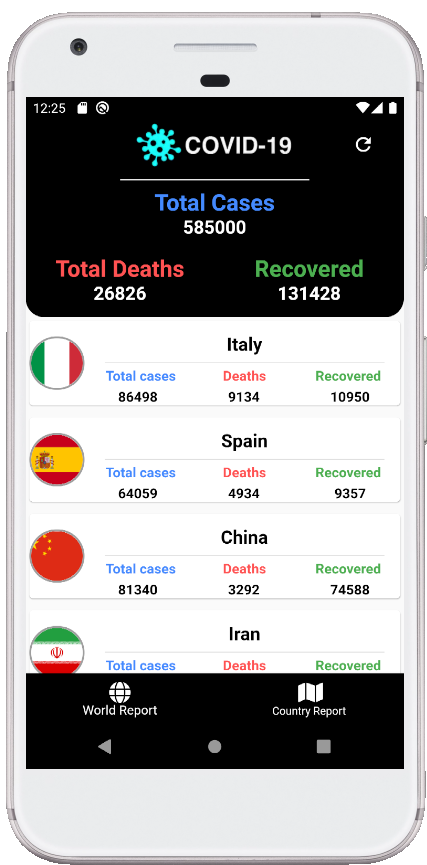 12:25
COVID-19
Total Cases
585000
Total Deaths Recovered
26826 131428
Italy
Total cases Deaths Recovered
86498 9134 10950
Spain
Total cases Deaths Recovered
64059 4934 9357
China
Total cases Deaths Recovered
81340 3292 74588
Iran
Total cases Deaths Recovered
World Report Country Report